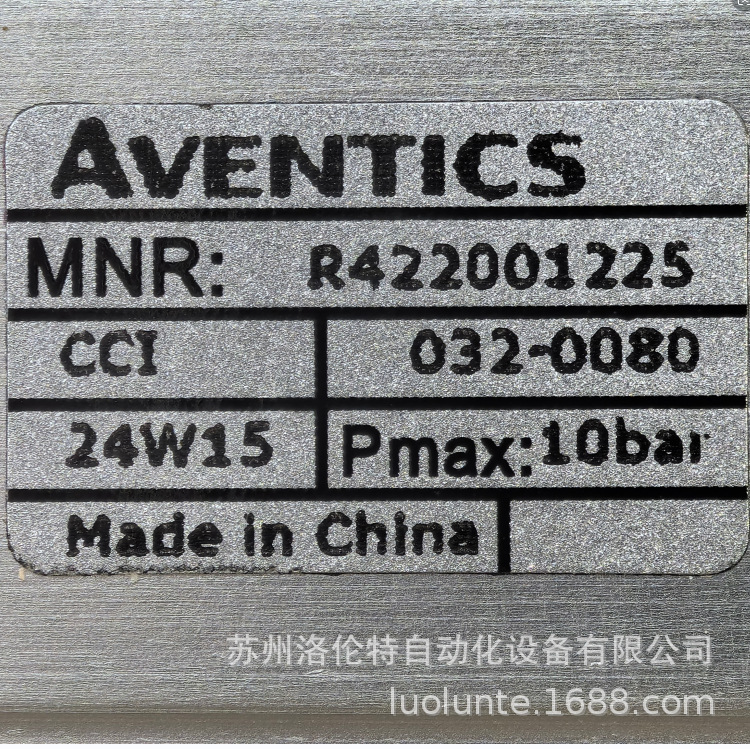 AVENTICS
MNR: R422001225
CCI 032-0080
24W15 Pmax:10bar
Made in China
苏州洛伦特自动化设备有限公司
luolunte.1688.com